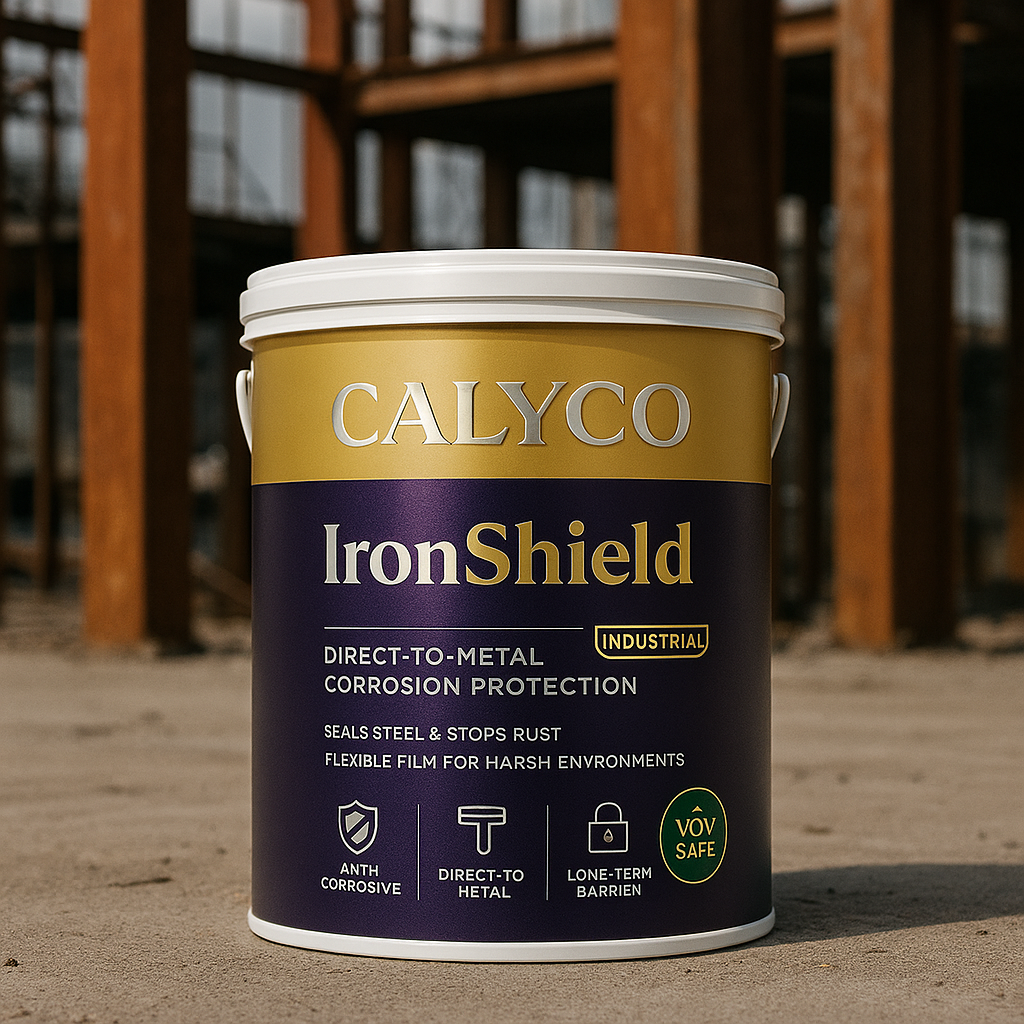 CALYCO
IronShield
INDUSTRIAL
DIRECT-TO-METAL
CORROSION PROTECTION
SEALS STEEL & STOPS RUST
FLEXIBLE FILM FOR HARSH ENVRONMENTS
ANTH
CORROSIVE
DIRECT-TO
HETAL
LONE-TERM
BARRIEN
VÔV
SAFE